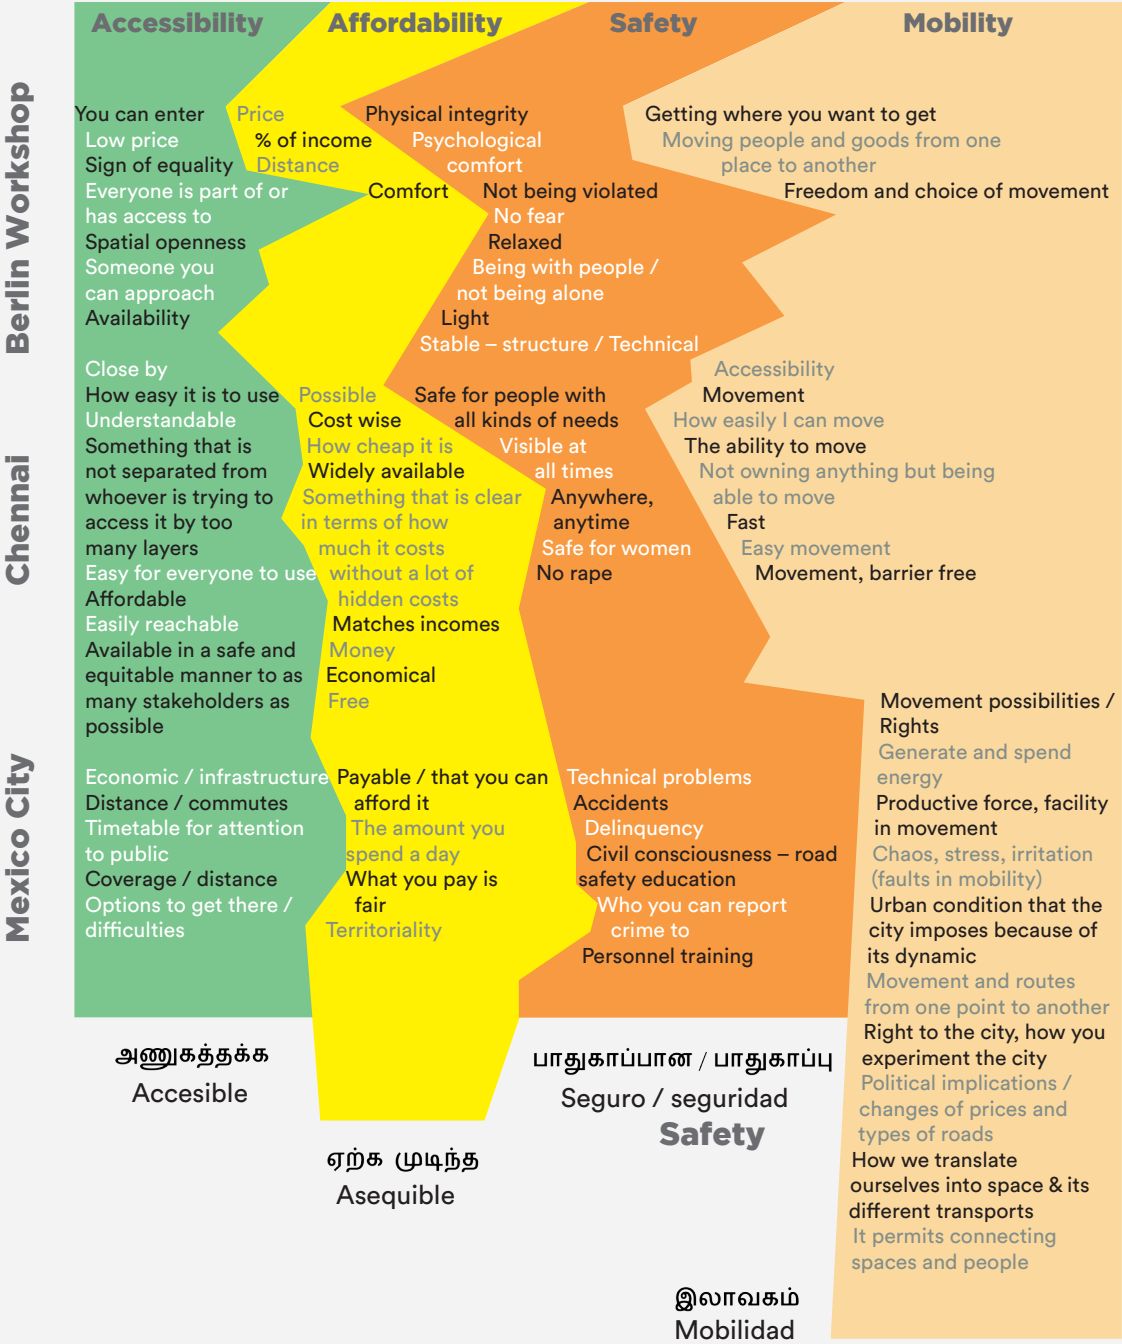 Accessibility
Affordability
Safety
Mobility
Berlin Workshop
You can enter
Low price
Sign of equality
Everyone is part of or
has access to
Spatial openness
Someone you
can approach
Availability
Price
% of income
Distance
Comfort
Physical integrity
Psychological
comfort
Not being violated
No fear
Relaxed
Being with people /
not being alone
Light
Stable – structure / Technical
Getting where you want to get
Moving people and goods from one
place to another
Freedom and choice of movement
Chennai
Close by
How easy it is to use
Understandable
Something that is
not separated from
whoever is trying to
access it by too
many layers
Easy for everyone to use
Affordable
Easily reachable
Available in a safe and
equitable manner to as
many stakeholders as
possible
Possible
Cost wise
How cheap it is
Widely available
Something that is clear
in terms of how
much it costs
without a lot of
hidden costs
Matches incomes
Money
Economical
Free
Safe for people with
all kinds of needs
Visible at
all times
Anywhere,
anytime
Safe for women
No rape
Accessibility
Movement
How easily I can move
The ability to move
Not owning anything but being
able to move
Fast
Easy movement
Movement, barrier free
Mexico City
Economic / infrastructure
Distance / commutes
Timetable for attention
to public
Coverage / distance
Options to get there /
difficulties
Payable / that you can
afford it
The amount you
spend a day
What you pay is
fair
Territoriality
Technical problems
Accidents
Delinquency
Civil consciousness – road
safety education
Who you can report
crime to
Personnel training
Movement possibilities /
Rights
Generate and spend
energy
Productive force, facility
in movement
Chaos, stress, irritation
(faults in mobility)
Urban condition that the
city imposes because of
its dynamic
Movement and routes
from one point to another
Right to the city, how you
experiment the city
Political implications /
changes of prices and
types of roads
How we translate
ourselves into space & its
different transports
It permits connecting
spaces and people
அணுகத்தக்க
Accesible
ஏற்க முடிந்த
Asequible
பாதுகாப்பான / பாதுகாப்பு
Seguro / seguridad
Safety
இலாவகம்
Mobilidad